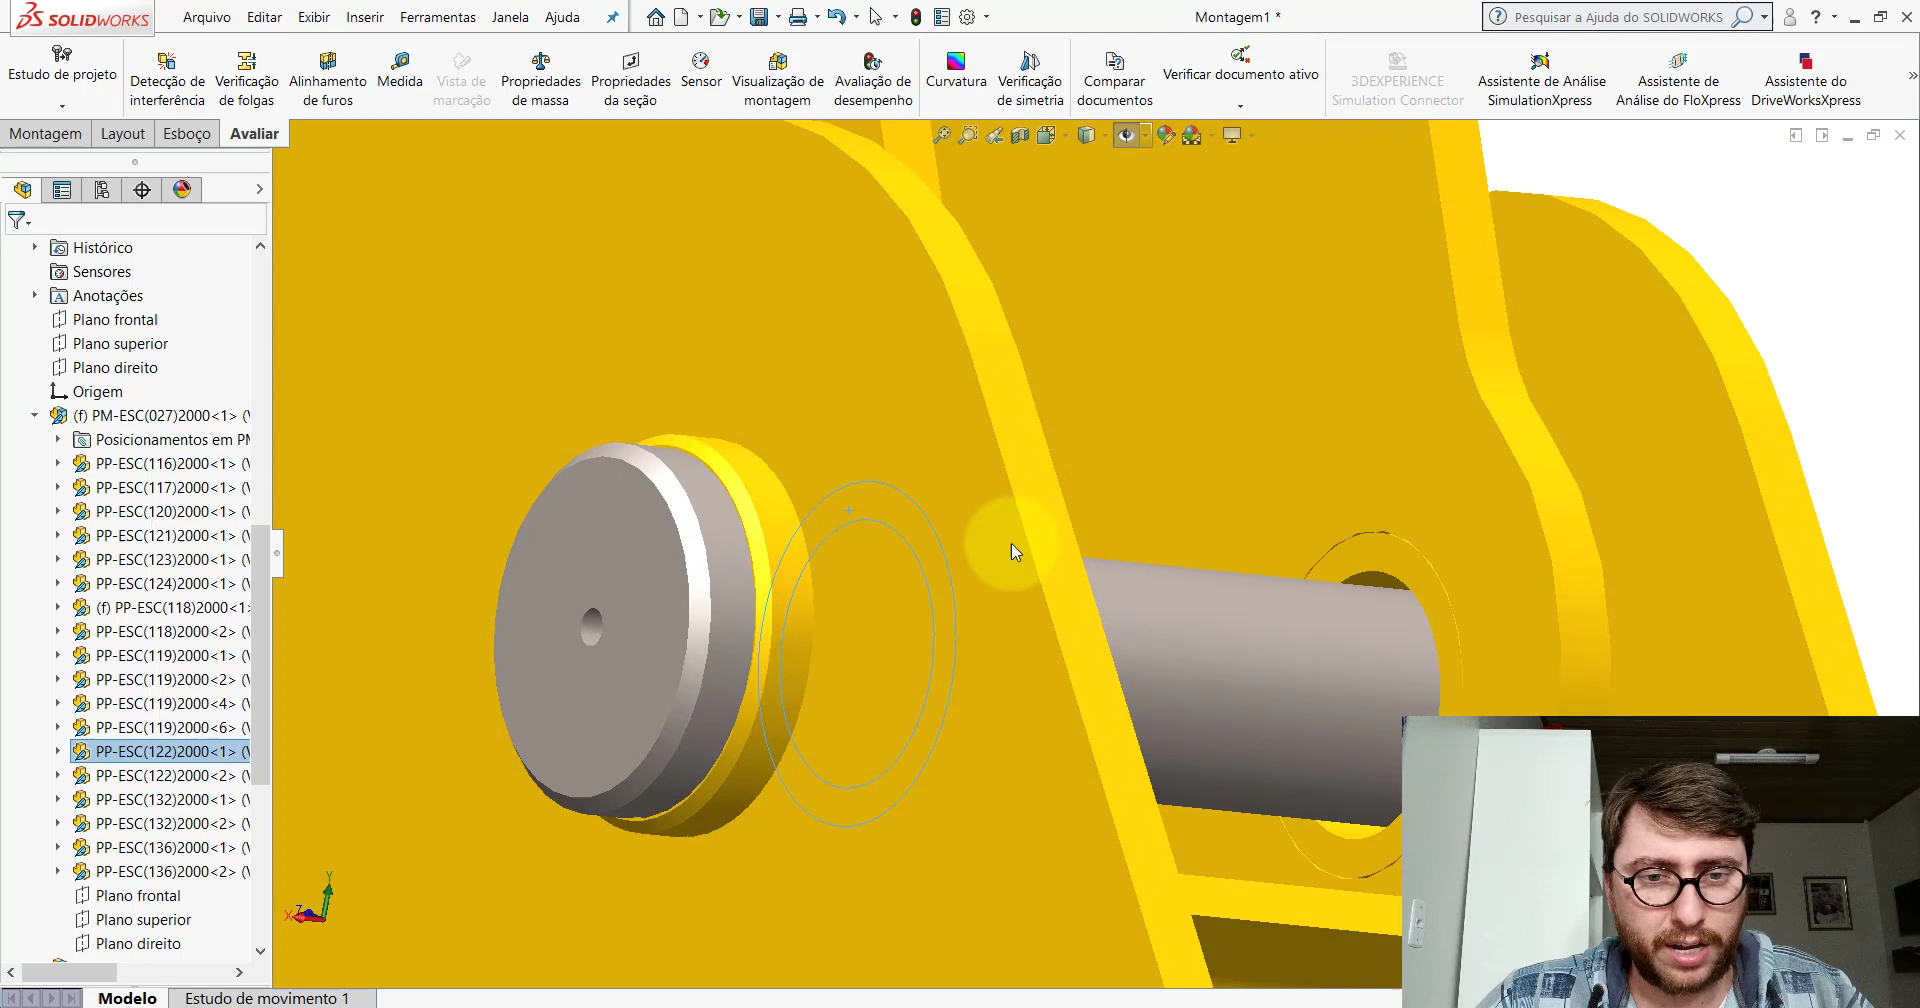 SOLIDWORKS
Arquivo Editar Exibir Inserir Ferramentas Janela Ajuda
Montagem1 *
Pesquisar a Ajuda do SOLIDWORKS
Estudo de projeto
Detecção de interferência
Verificação de folgas
Alinhamento de furos
Medida
Vista de marcação
Propriedades de massa
Propriedades da seção
Sensor
Visualização de montagem
Avaliação de desempenho
Curvatura
Verificação de simetria
Comparar documentos
Verificar documento ativo
3DEXPERIENCE Simulation Connector
Assistente de Análise SimulationXpress
Assistente de Análise do FloXpress
Assistente do DriveWorksXpress
Montagem Layout Esboço Avaliar
Histórico
Sensores
Anotações
Plano frontal
Plano superior
Plano direito
Origem
(f) PM-ESC(027)2000<1> (V
Posicionamentos em PM
PP-ESC(116)2000<1> (V
PP-ESC(117)2000<1> (V
PP-ESC(120)2000<1> (V
PP-ESC(121)2000<1> (V
PP-ESC(123)2000<1> (V
PP-ESC(124)2000<1> (V
(f) PP-ESC(118)2000<1>
PP-ESC(118)2000<2> (V
PP-ESC(119)2000<1> (V
PP-ESC(119)2000<2> (V
PP-ESC(119)2000<4> (V
PP-ESC(119)2000<6> (V
PP-ESC(122)2000<1> (V
PP-ESC(122)2000<2> (V
PP-ESC(132)2000<1> (V
PP-ESC(132)2000<2> (V
PP-ESC(136)2000<1> (V
PP-ESC(136)2000<2> (V
Plano frontal
Plano superior
Plano direito
Y
X Z
Modelo Estudo de movimento 1